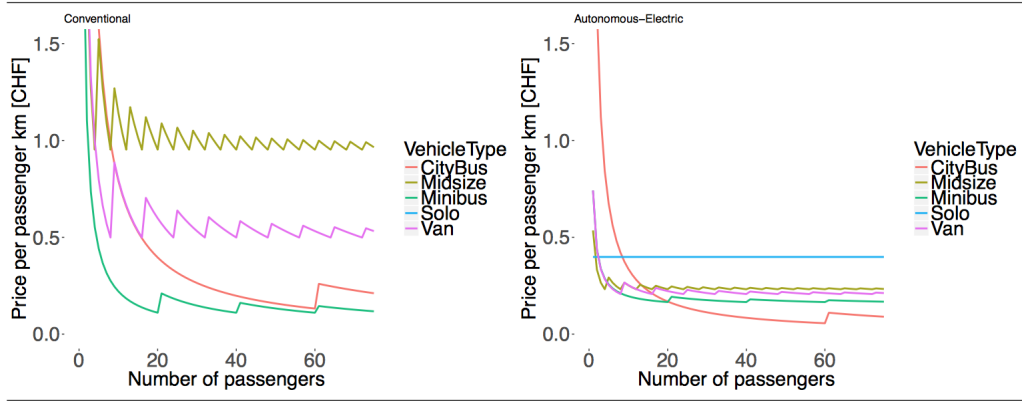 Conventional
Price per passenger km [CHF]
1.5
1.0
0.5
0.0
0 20 40 60
Number of passengers
VehicleType
CityBus
Midsize
Minibus
Solo
Van
Autonomous-Electric
Price per passenger km [CHF]
1.5
1.0
0.5
0.0
0 20 40 60
Number of passengers
VehicleType
CityBus
Midsize
Minibus
Solo
Van